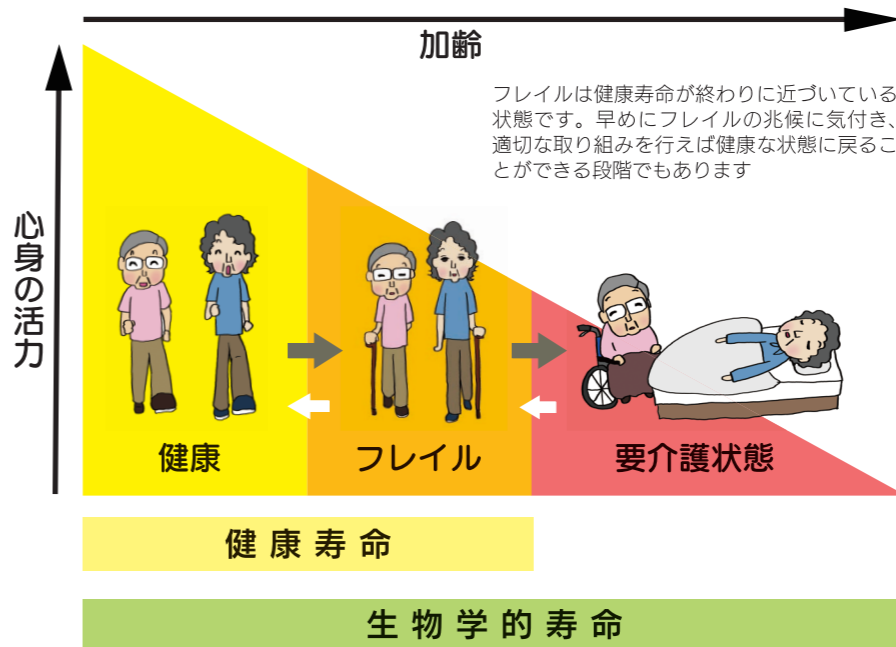 加齢
フレイルは健康寿命が終わりに近づいている
状態です。早めにフレイルの兆候に気付き、
適切な取り組みを行えば健康な状態に戻るこ
とができる段階でもあります
心身の活力
健康
フレイル
要介護状態
健康寿命
生物学的寿命